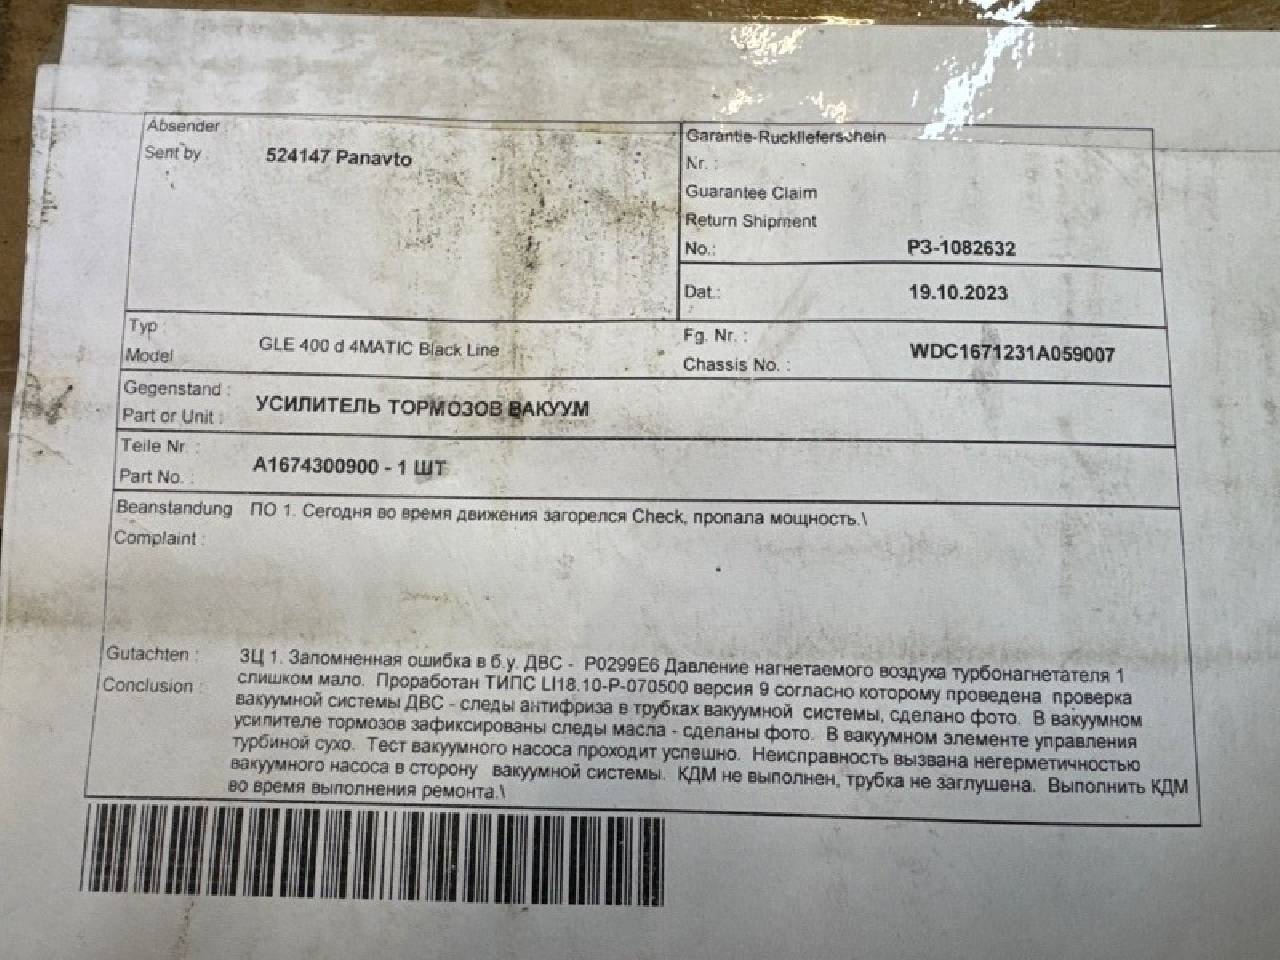 Absender
Sent by : 524147 Panavto
Garantie-Rucklieferschein
Nr. :
Guarantee Claim
Return Shipment
No.: РЗ-1082632
Dat.: 19.10.2023
Typ :
Model GLE 400 d 4MATIC Black Line
Fg. Nr. :
Chassis No. : WDC1671231A059007
Gegenstand :
Part or Unit : УСИЛИТЕЛЬ ТОРМОЗОВ ВАКУУМ
Teile Nr. :
Part No. : A1674300900 - 1 ШТ
Beanstandung ПО 1. Сегодня во время движения загорелся Check, пропала мощность.\
Complaint :
Gutachten : ЗЦ 1. Запомненная ошибка в б.у. ДВС - P0299E6 Давление нагнетаемого воздуха турбонагнетателя 1
Conclusion : слишком мало. Проработан ТИПС LI18.10-P-070500 версия 9 согласно которому проведена проверка
вакуумной системы ДВС - следы антифриза в трубках вакуумной системы, сделано фото. В вакуумном
усилителе тормозов зафиксированы следы масла - сделаны фото. В вакуумном элементе управления
турбиной сухо. Тест вакуумного насоса проходит успешно. Неисправность вызвана негерметичностью
вакуумного насоса в сторону вакуумной системы. КДМ не выполнен, трубка не заглушена. Выполнить КДМ
во время выполнения ремонта.\